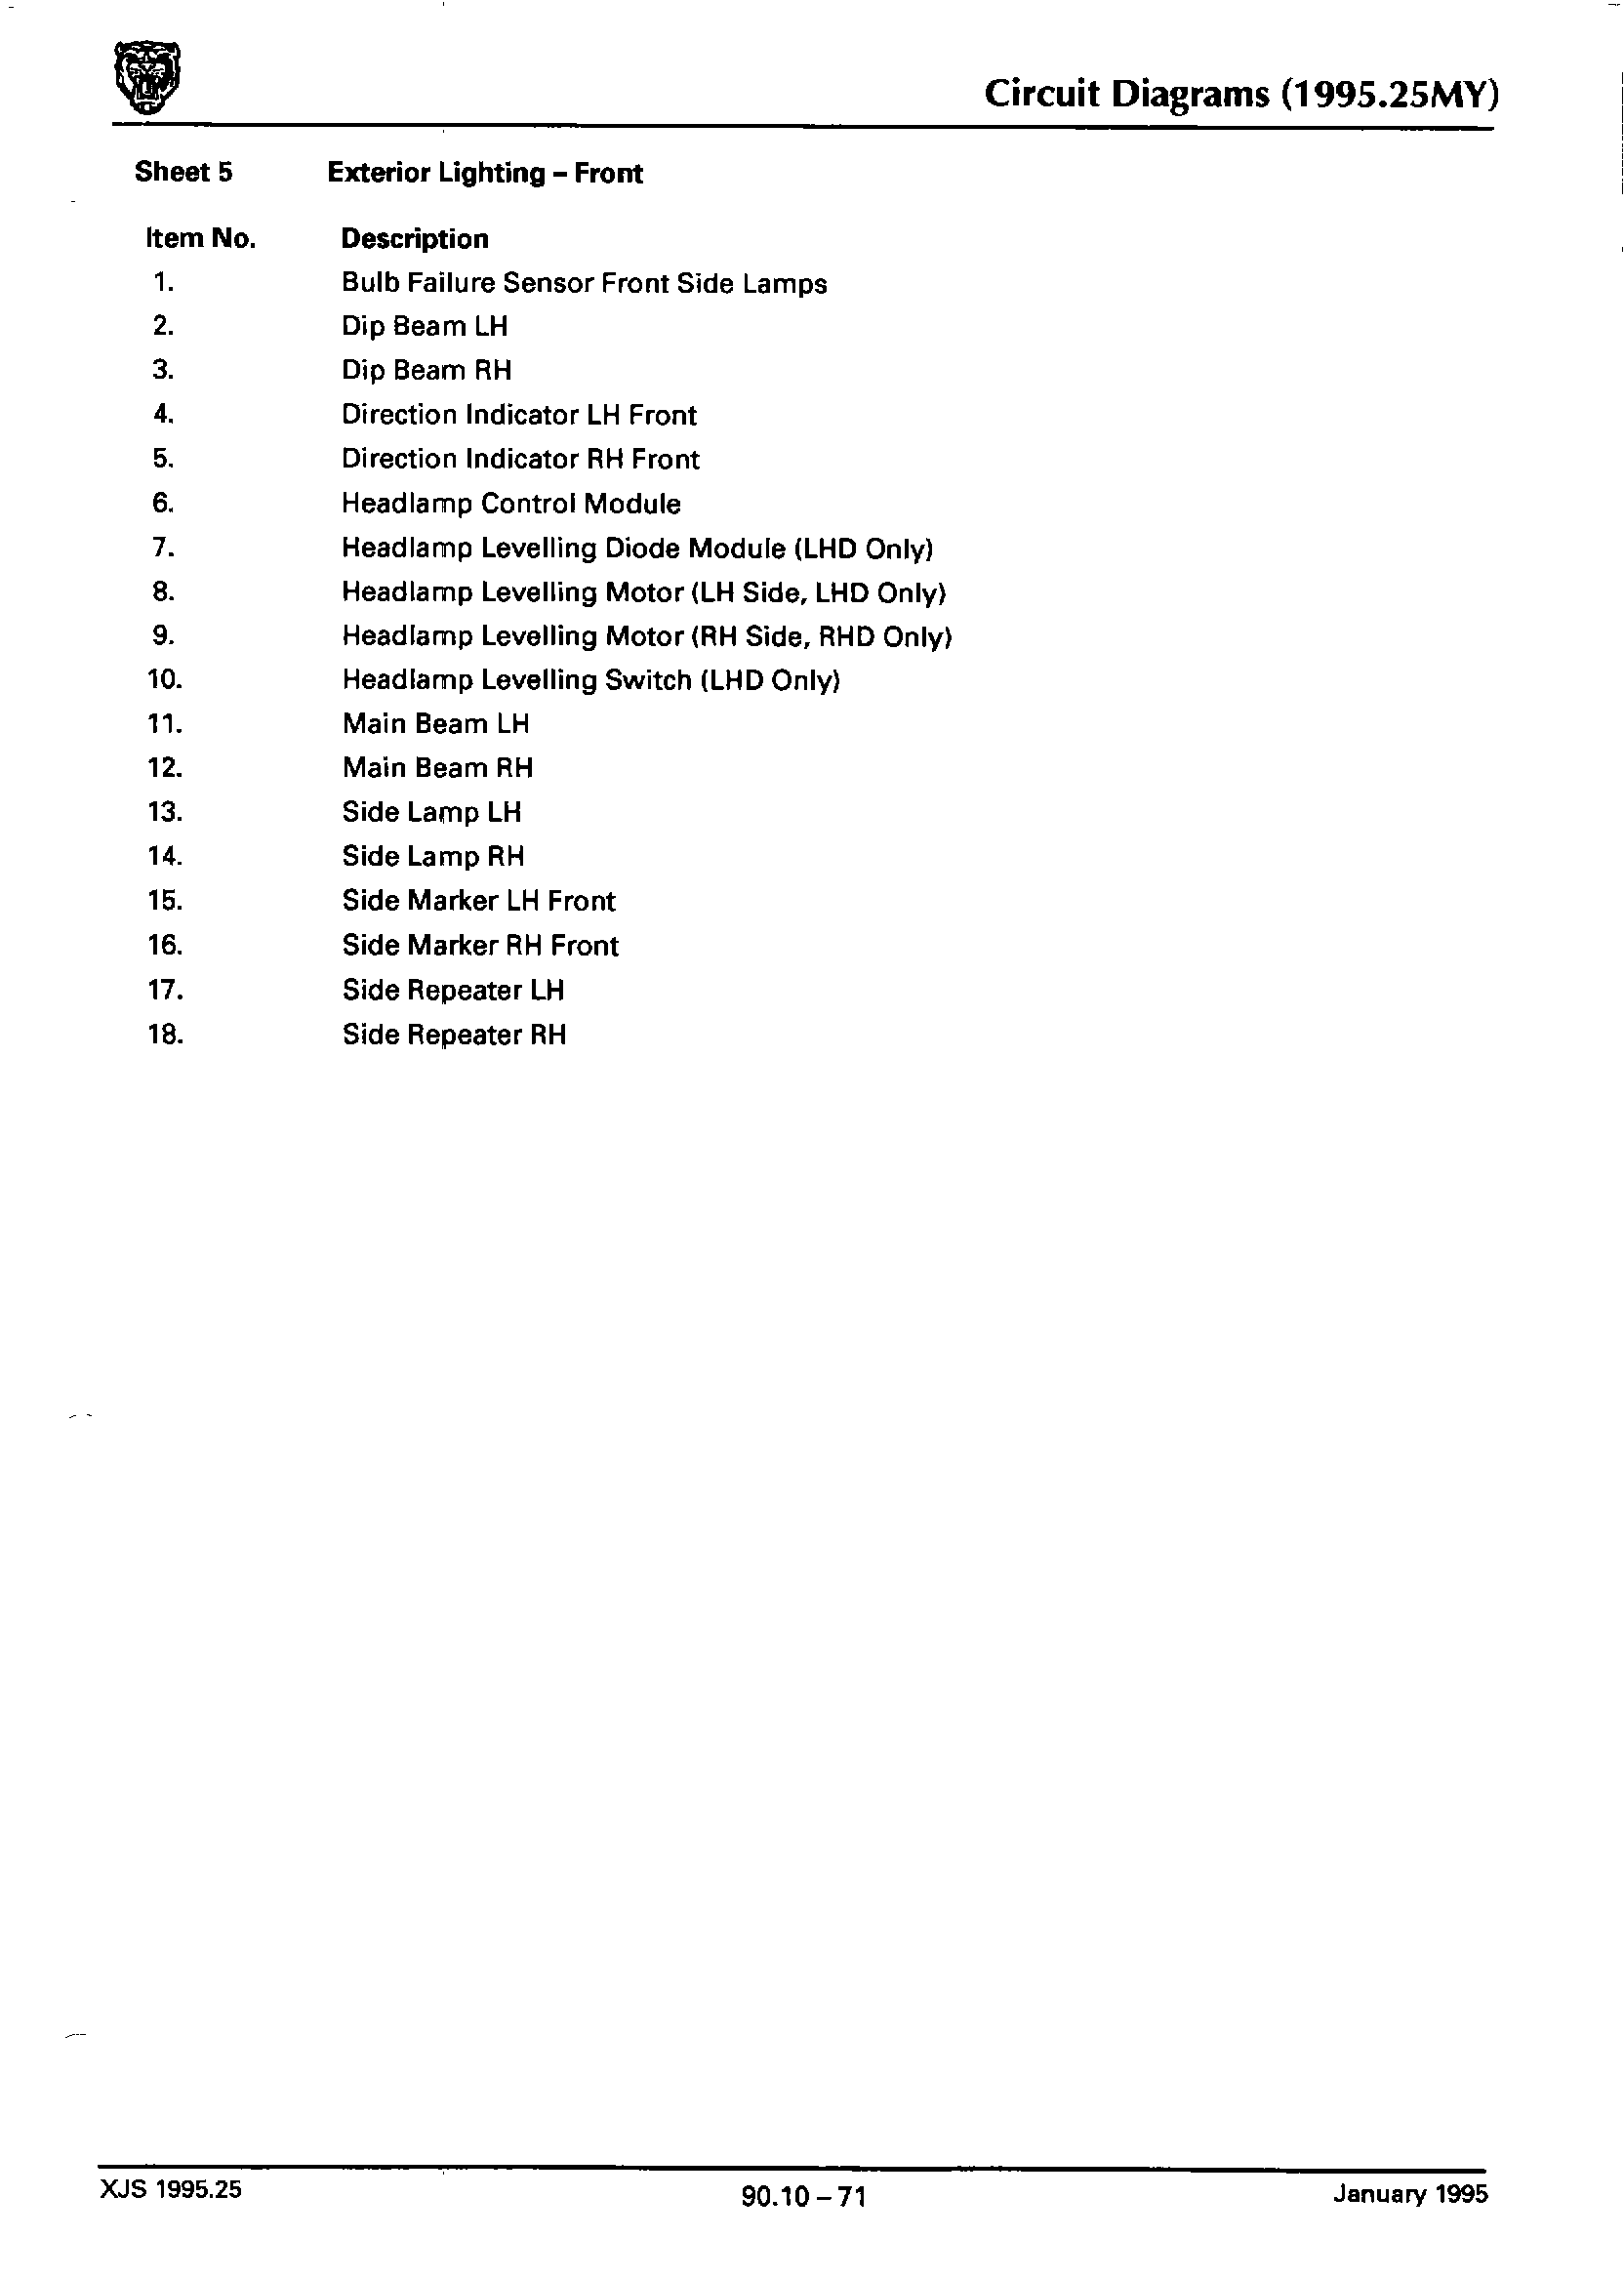 Circuit Diagrams (1995.25MY)
Sheet 5 Exterior Lighting – Front
Item No. Description
1. Bulb Failure Sensor Front Side Lamps
2. Dip Beam LH
3. Dip Beam RH
4. Direction Indicator LH Front
5. Direction Indicator RH Front
6. Headlamp Control Module
7. Headlamp Levelling Diode Module (LHD Only)
8. Headlamp Levelling Motor (LH Side, LHD Only)
9. Headlamp Levelling Motor (RH Side, RHD Only)
10. Headlamp Levelling Switch (LHD Only)
11. Main Beam LH
12. Main Beam RH
13. Side Lamp LH
14. Side Lamp RH
15. Side Marker LH Front
16. Side Marker RH Front
17. Side Repeater LH
18. Side Repeater RH
XJS 1995.25 90.10 – 71 January 1995